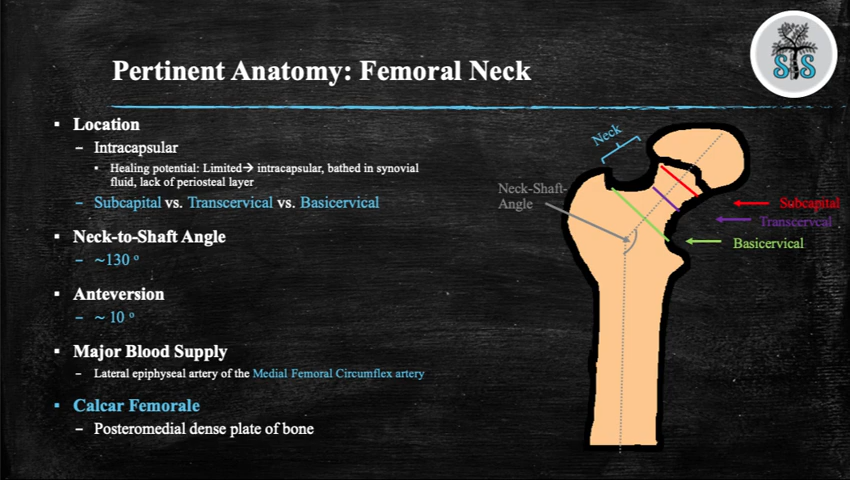 Pertinent Anatomy: Femoral Neck
STS
Location
Intracapsular
Healing potential: Limited→ intracapsular, bathed in synovial
fluid, lack of periosteal layer
Subcapital vs. Transcervical vs. Basicervical
Neck-to-Shaft Angle
~130 °
Anteversion
~ 10 °
Major Blood Supply
Lateral epiphyseal artery of the Medial Femoral Circumflex artery
Calcar Femorale
Posteromedial dense plate of bone
Neck
Neck-Shaft-
Angle
Subcapital
Transcervcal
Basicervical